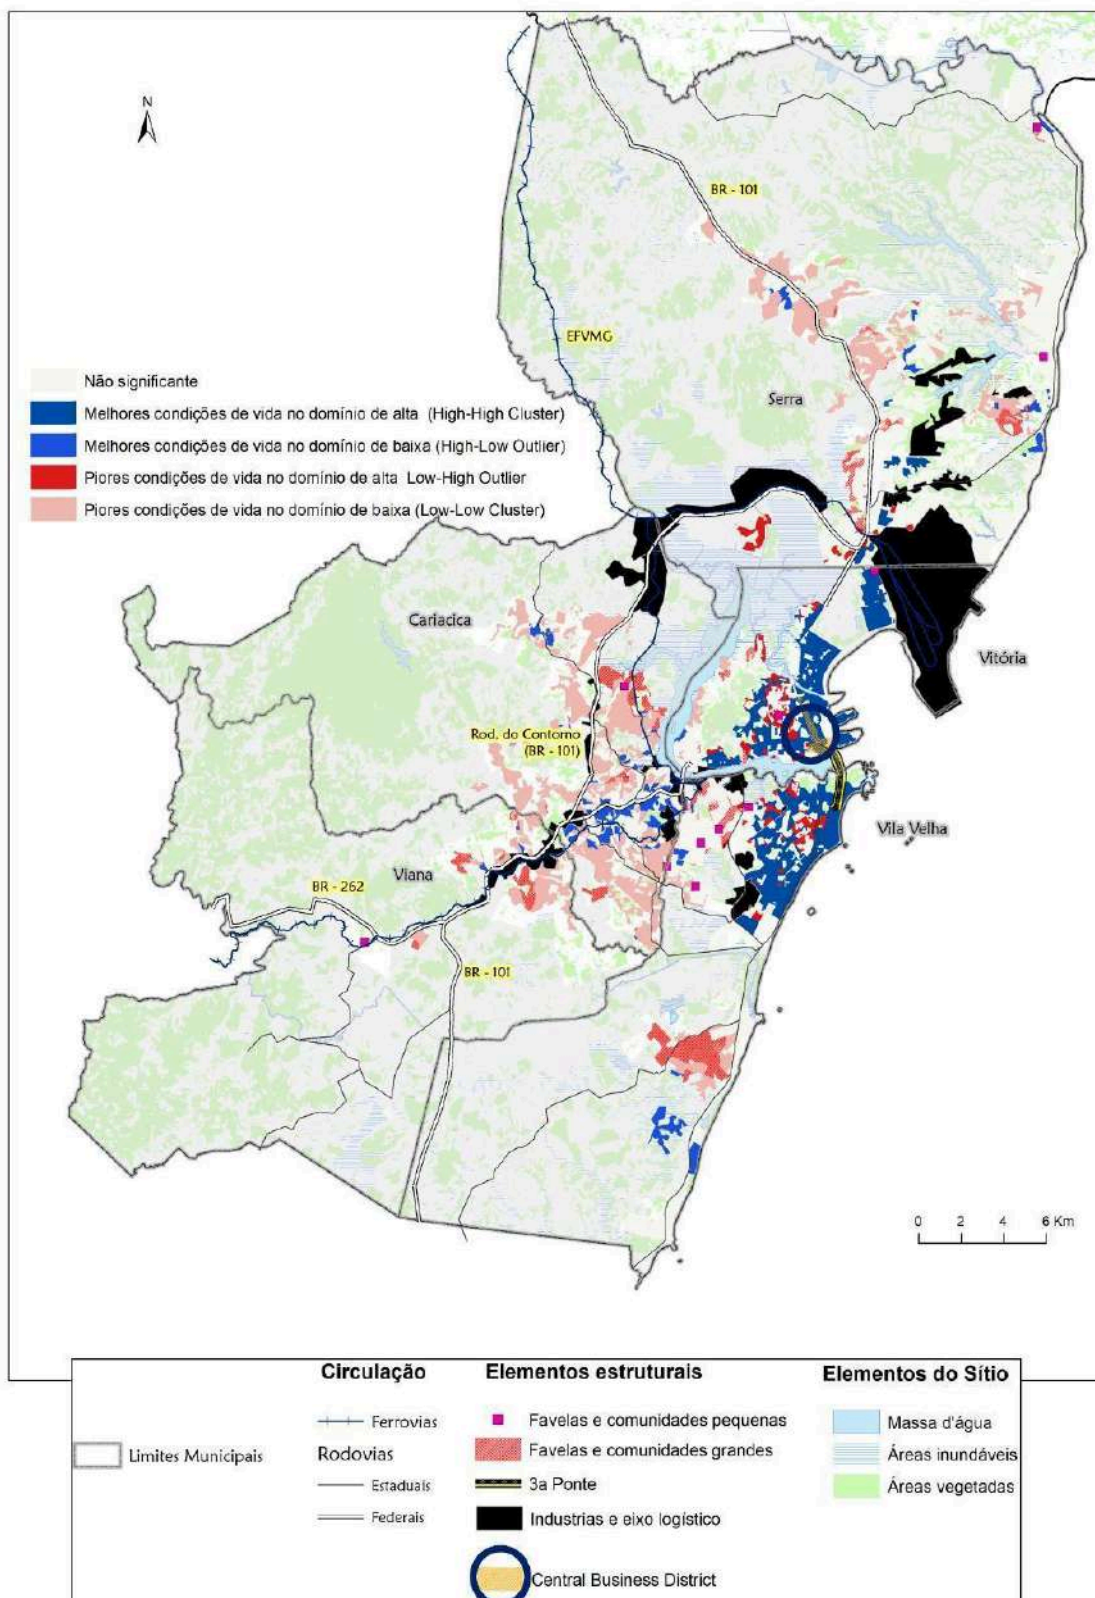 N
BR - 101
EFVMG
Serra
Não significante
Melhores condições de vida no domínio de alta (High-High Cluster)
Melhores condições de vida no domínio de baixa (High-Low Outlier)
Piores condições de vida no domínio de alta Low-High Outlier
Piores condições de vida no domínio de baixa (Low-Low Cluster)
Cariacica
Vitória
Rod. do Contorno
(BR - 101)
Vila Velha
Viana
BR - 262
BR - 101
0 2 4 6 Km
Limites Municipais
Circulação
Ferrovias
Rodovias
Estaduais
Federais
Elementos estruturais
Favelas e comunidades pequenas
Favelas e comunidades grandes
3a Ponte
Industrias e eixo logístico
Central Business District
Elementos do Sítio
Massa d'água
Áreas inundáveis
Áreas vegetadas